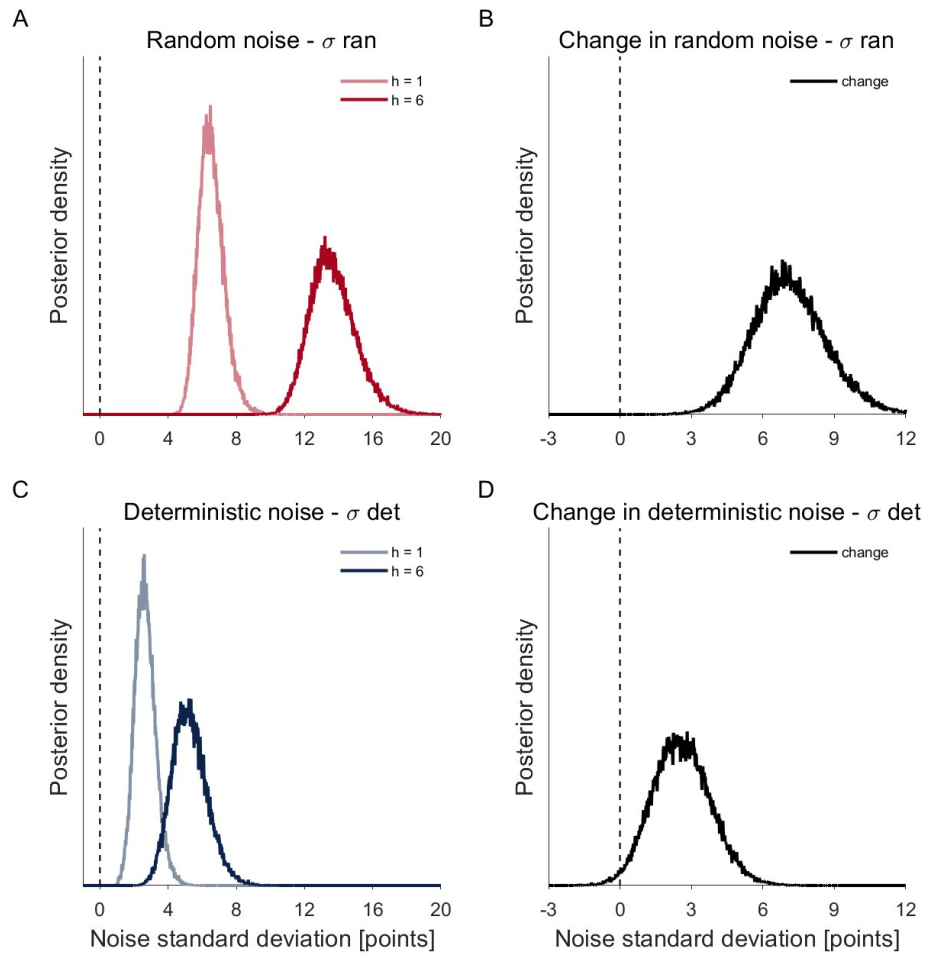 A
Random noise - σ ran
h = 1
h = 6
Posterior density
0 4 8 12 16 20
B
Change in random noise - σ ran
change
Posterior density
-3 0 3 6 9 12
C
Deterministic noise - σ det
h = 1
h = 6
Posterior density
0 4 8 12 16 20
Noise standard deviation [points]
D
Change in deterministic noise - σ det
change
Posterior density
-3 0 3 6 9 12
Noise standard deviation [points]